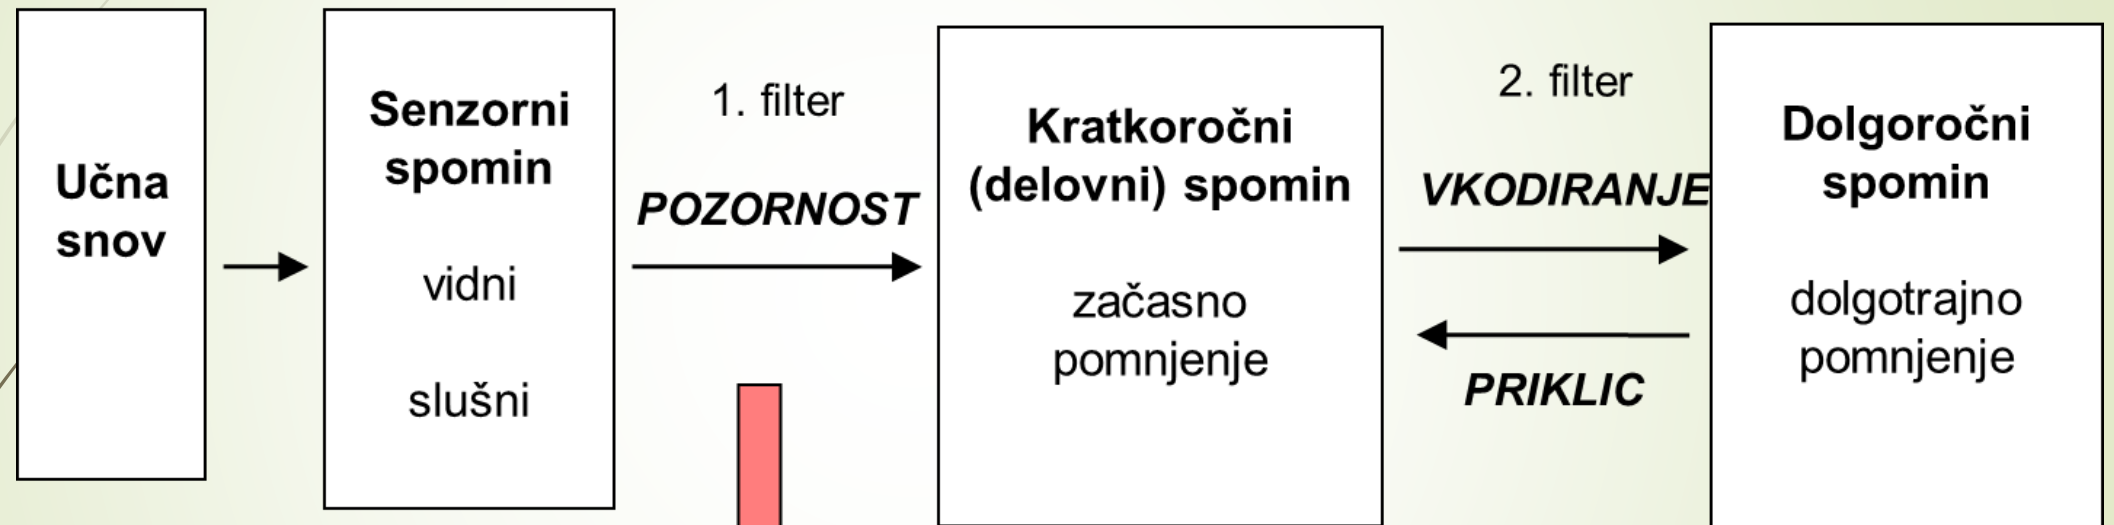 Učna
snov
Senzorni
spomin
vidni
slušni
1. filter
POZORNOST
Kratkoročni
(delovni) spomin
začasno
pomnjenje
2. filter
VKODIRANJE
PRIKLIC
Dolgoročni
spomin
dolgotrajno
pomnjenje